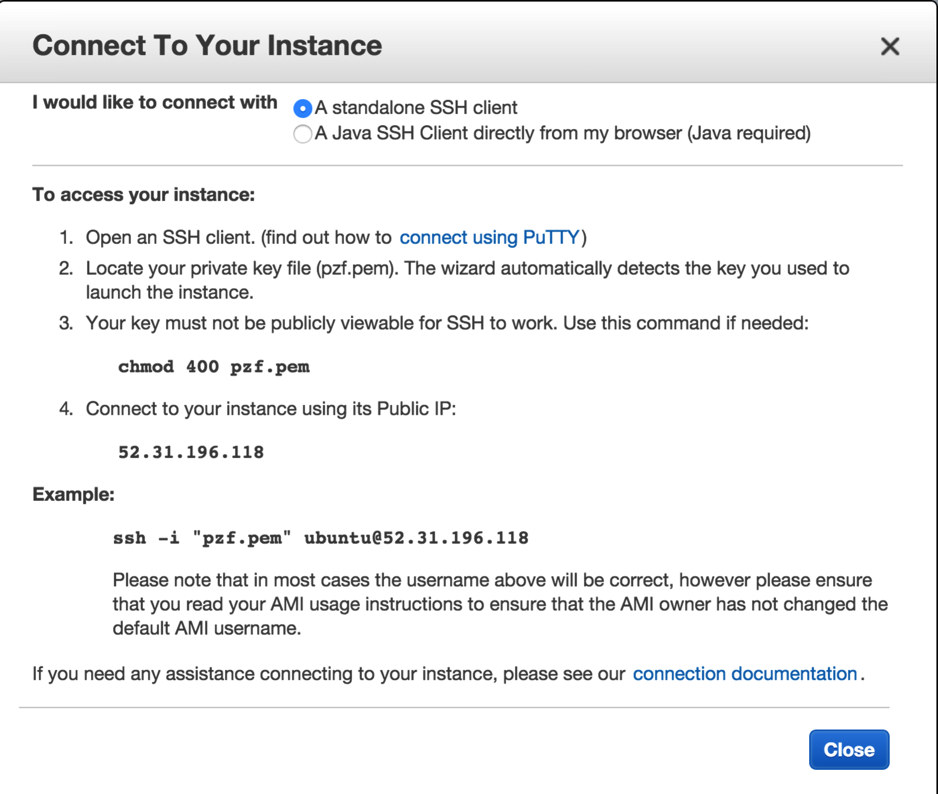 Connect To Your Instance
I would like to connect with
A standalone SSH client
A Java SSH Client directly from my browser (Java required)
To access your instance:
1. Open an SSH client. (find out how to connect using PuTTY)
2. Locate your private key file (pzf.pem). The wizard automatically detects the key you used to
launch the instance.
3. Your key must not be publicly viewable for SSH to work. Use this command if needed:
chmod 400 pzf.pem
4. Connect to your instance using its Public IP:
52.31.196.118
Example:
ssh -i "pzf.pem" ubuntu@52.31.196.118
Please note that in most cases the username above will be correct, however please ensure
that you read your AMI usage instructions to ensure that the AMI owner has not changed the
default AMI username.
If you need any assistance connecting to your instance, please see our connection documentation.
Close